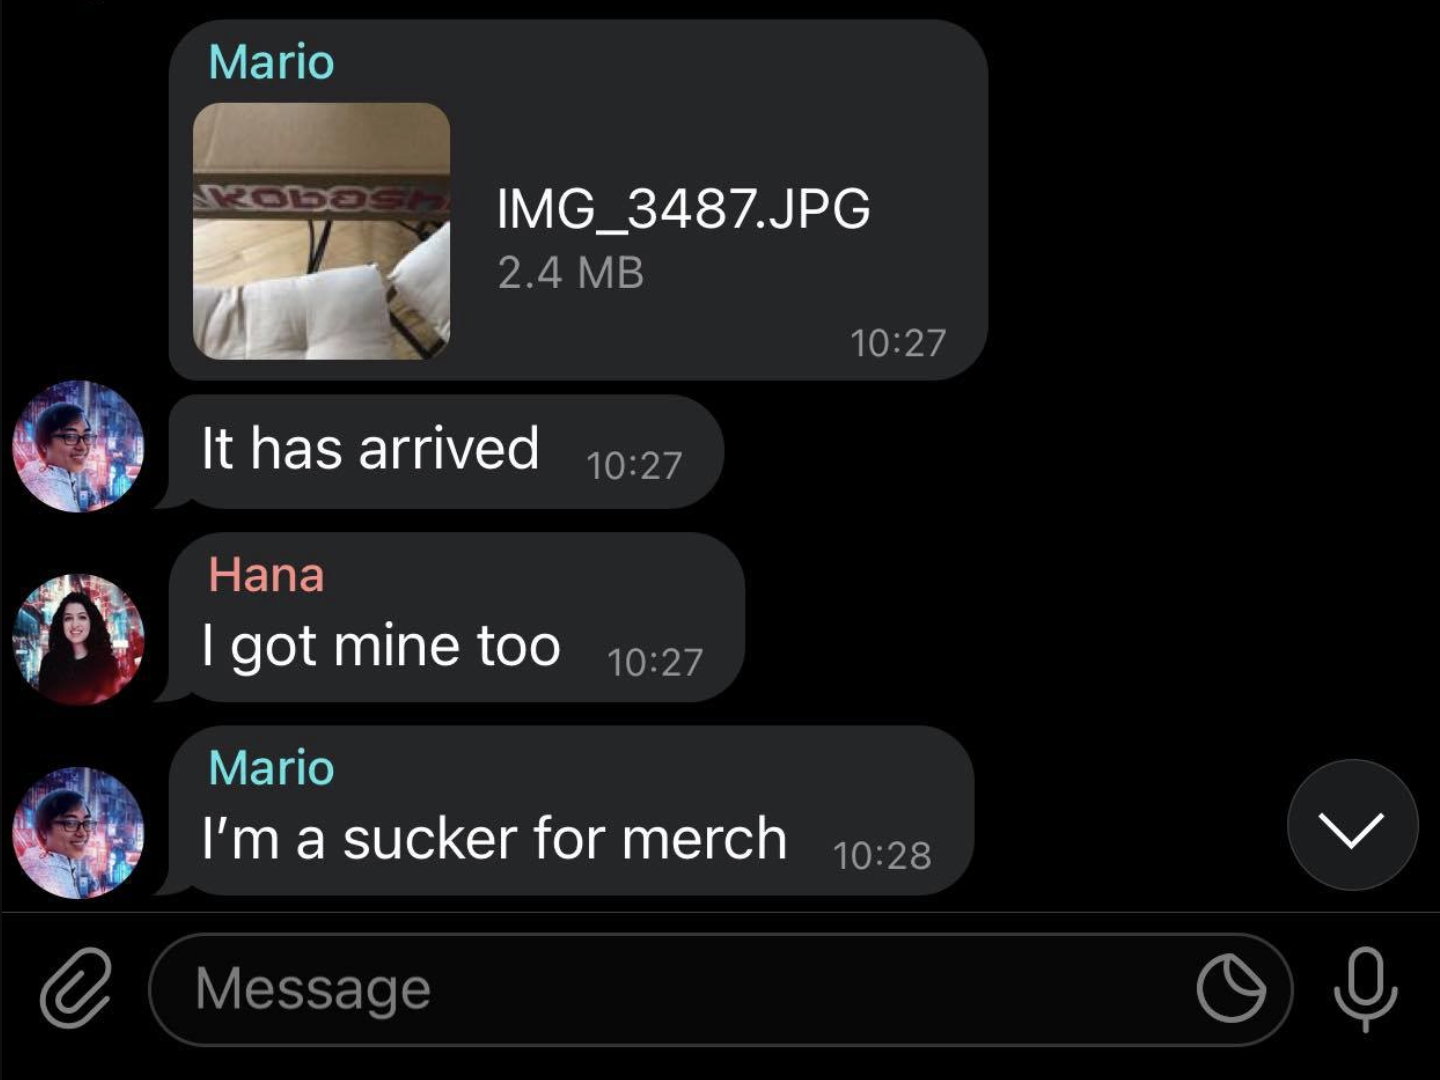 Mario
IMG_3487.JPG
2.4 MB
10:27
It has arrived 10:27
Hana
I got mine too 10:27
Mario
I’m a sucker for merch 10:28
Message